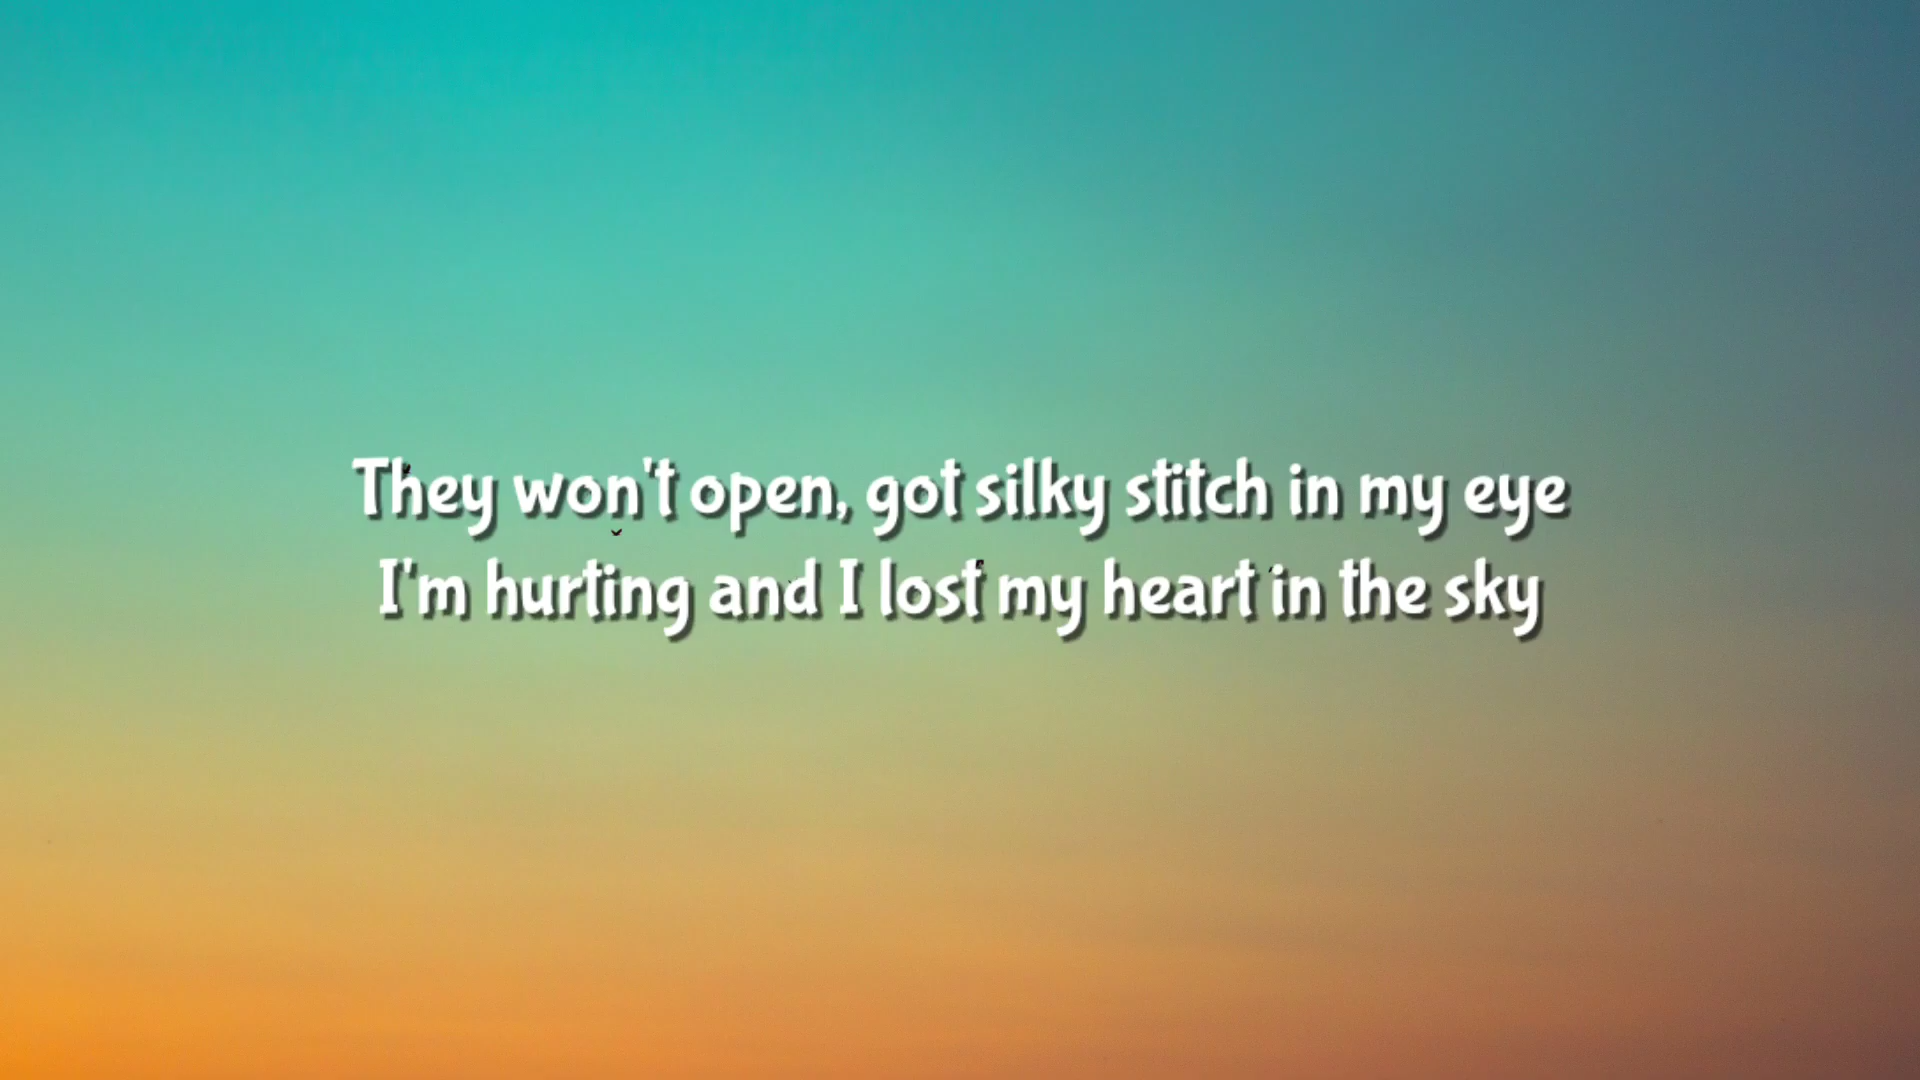 They won't open, got silky stitch in my eye
I'm hurting and I lost my heart in the sky